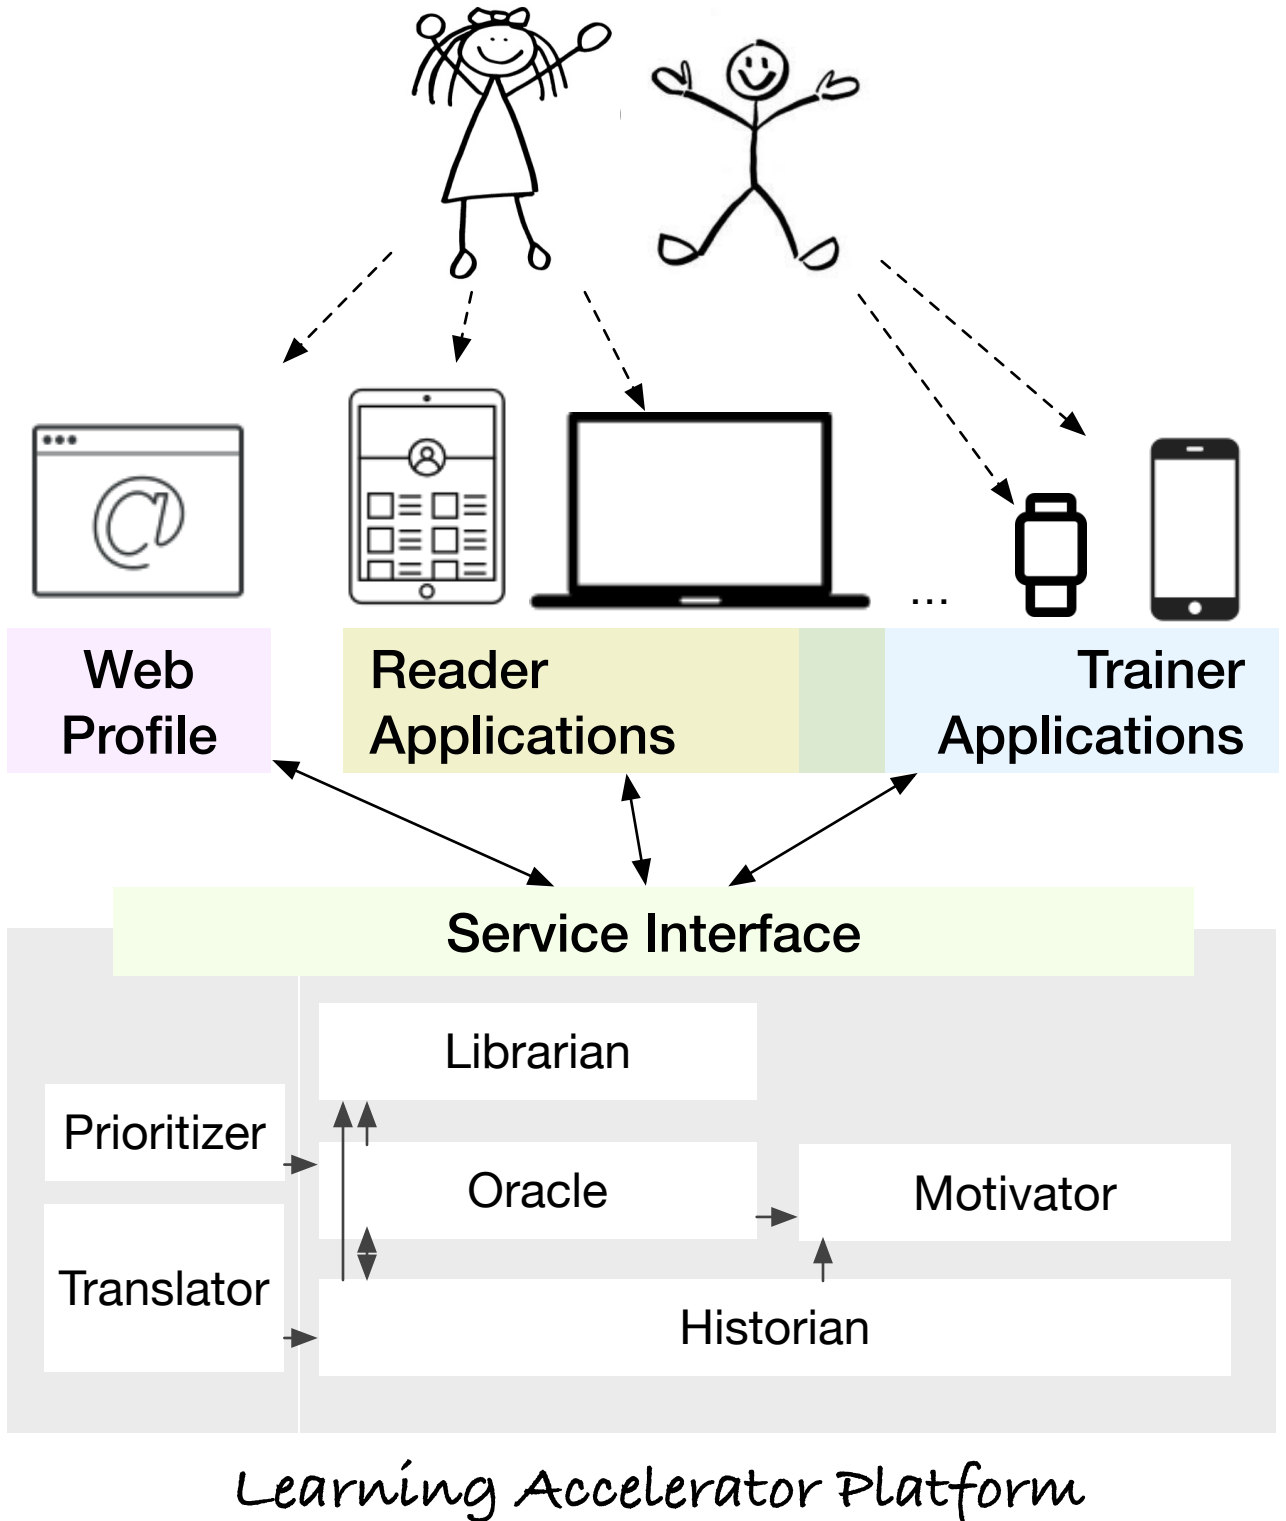 @
...
Web
Profile
Reader
Applications
Trainer
Applications
Service Interface
Librarian
Prioritizer
Oracle
Motivator
Translator
Historian
Learning Accelerator Platform